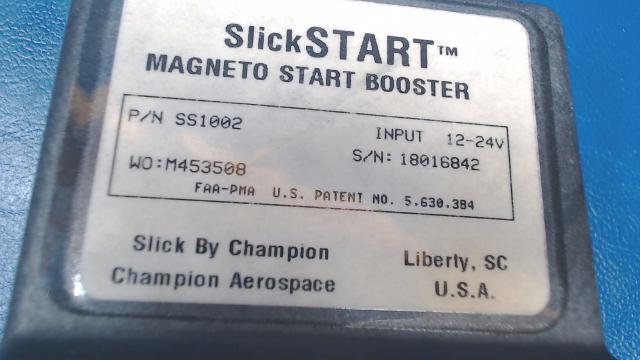 SlickSTART™
MAGNETO START BOOSTER
P/N SS1002
INPUT 12-24V
S/N: 18016842
WO:M453508
FAA-PMA U.S. PATENT NO. 5.630.384
Slick By Champion
Champion Aerospace
Liberty, SC
U.S.A.